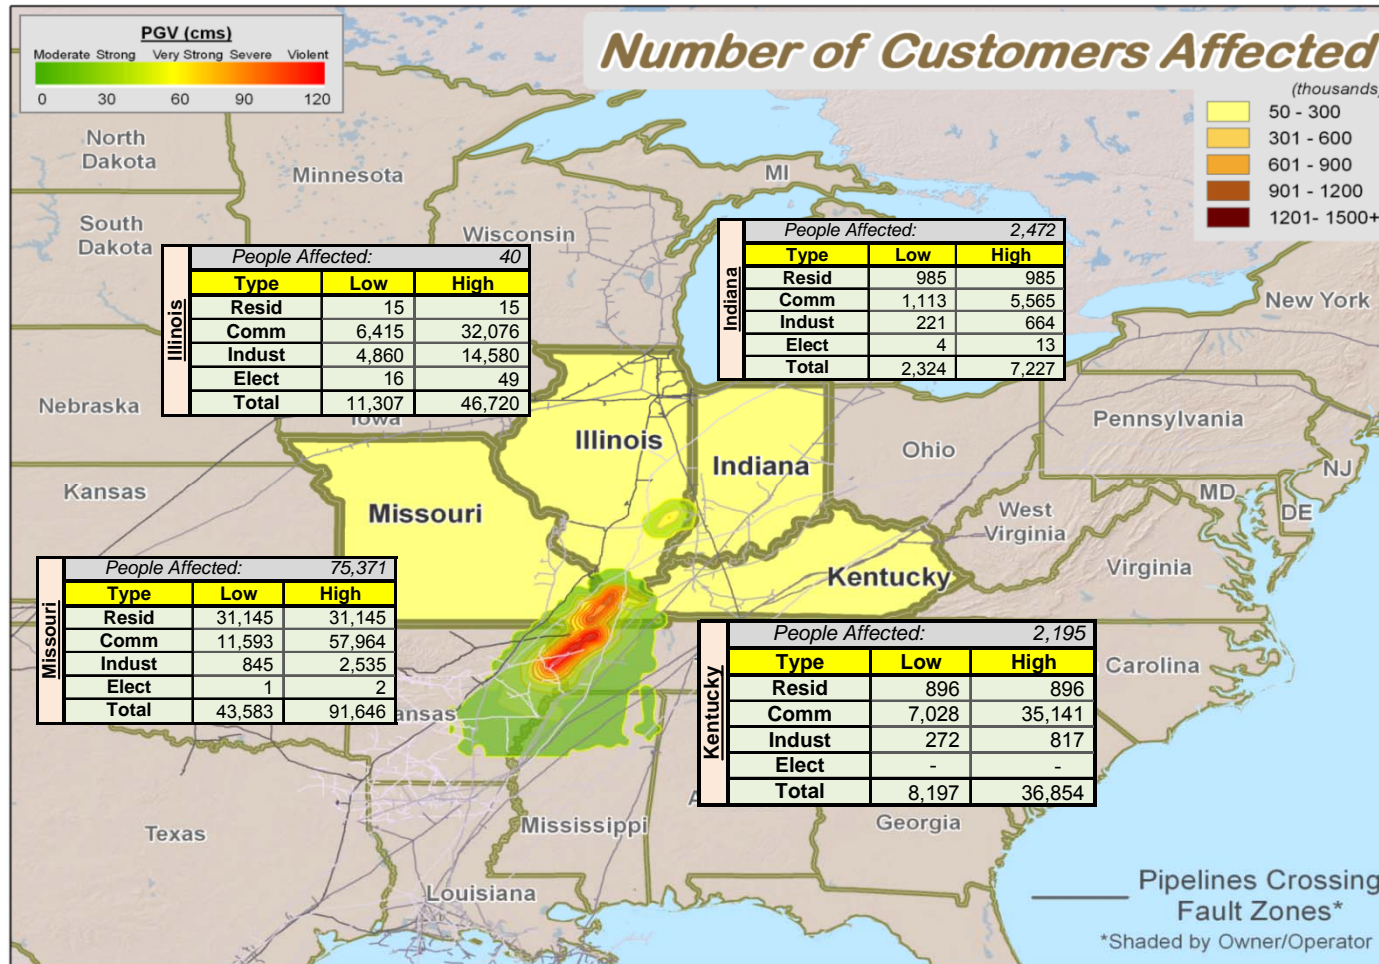 PGV (cms)
Moderate Strong Very Strong Severe Violent
0 30 60 90 120
Number of Customers Affected
(thousands)
50 - 300
301 - 600
601 - 900
901 - 1200
1201- 1500+
North
Dakota
Minnesota
MI
South
Dakota
Wisconsin
New York
Illinois
People Affected: 40
Type Low High
Resid 15 15
Comm 6,415 32,076
Indust 4,860 14,580
Elect 16 49
Total 11,307 46,720
Indiana
People Affected: 2,472
Type Low High
Resid 985 985
Comm 1,113 5,565
Indust 221 664
Elect 4 13
Total 2,324 7,227
Nebraska
Iowa
Pennsylvania
Illinois
Indiana
Ohio
NJ
Kansas
MD
DE
West
Virginia
Missouri
Virginia
Kentucky
Missouri
People Affected: 75,371
Type Low High
Resid 31,145 31,145
Comm 11,593 57,964
Indust 845 2,535
Elect 1 2
Total 43,583 91,646
Kentucky
People Affected: 2,195
Type Low High
Resid 896 896
Comm 7,028 35,141
Indust 272 817
Elect - -
Total 8,197 36,854
Carolina
ansas
Texas
Mississippi
A
Georgia
Louisiana
Pipelines Crossing
Fault Zones*
*Shaded by Owner/Operator